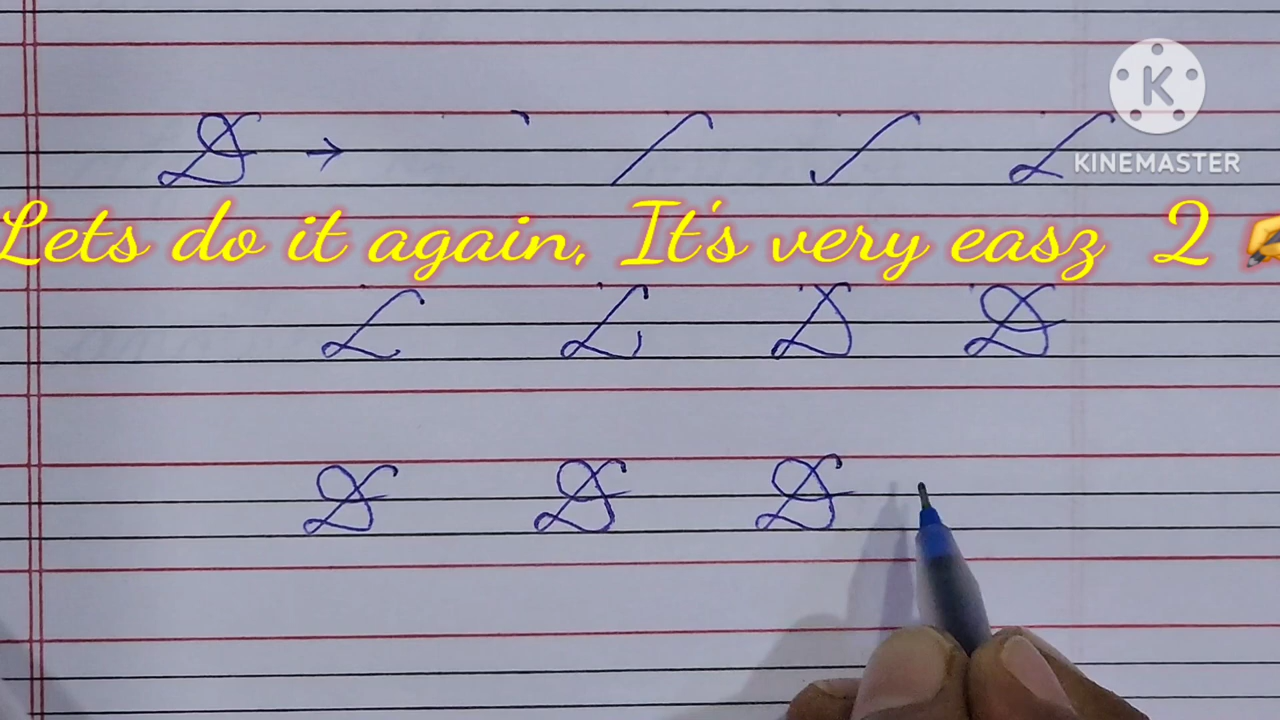 D →
KINEMASTER
Lets do it again, It's very easz 2 ✍
D
D D D